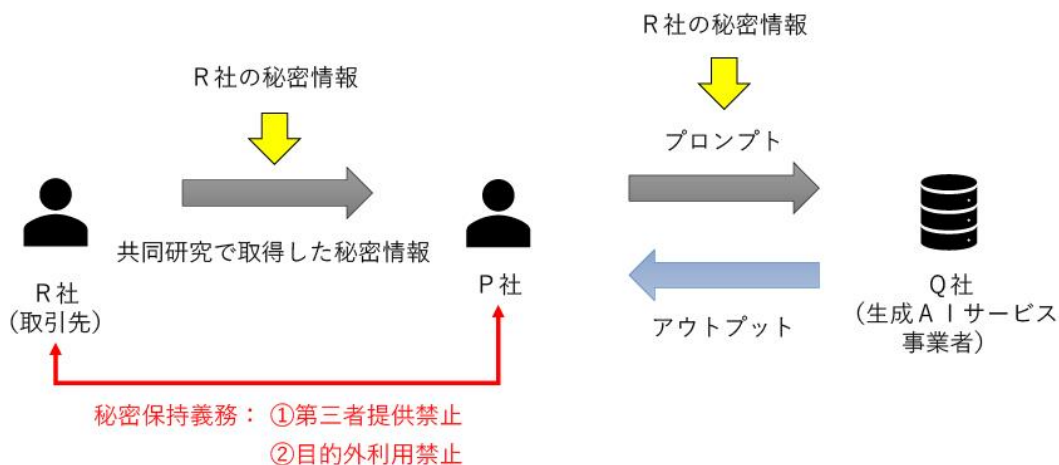 R社の秘密情報
R社の秘密情報
プロンプト
共同研究で取得した秘密情報
R社
(取引先)
P社
アウトプット
Q社
(生成AIサービス
事業者)
秘密保持義務: ①第三者提供禁止
②目的外利用禁止